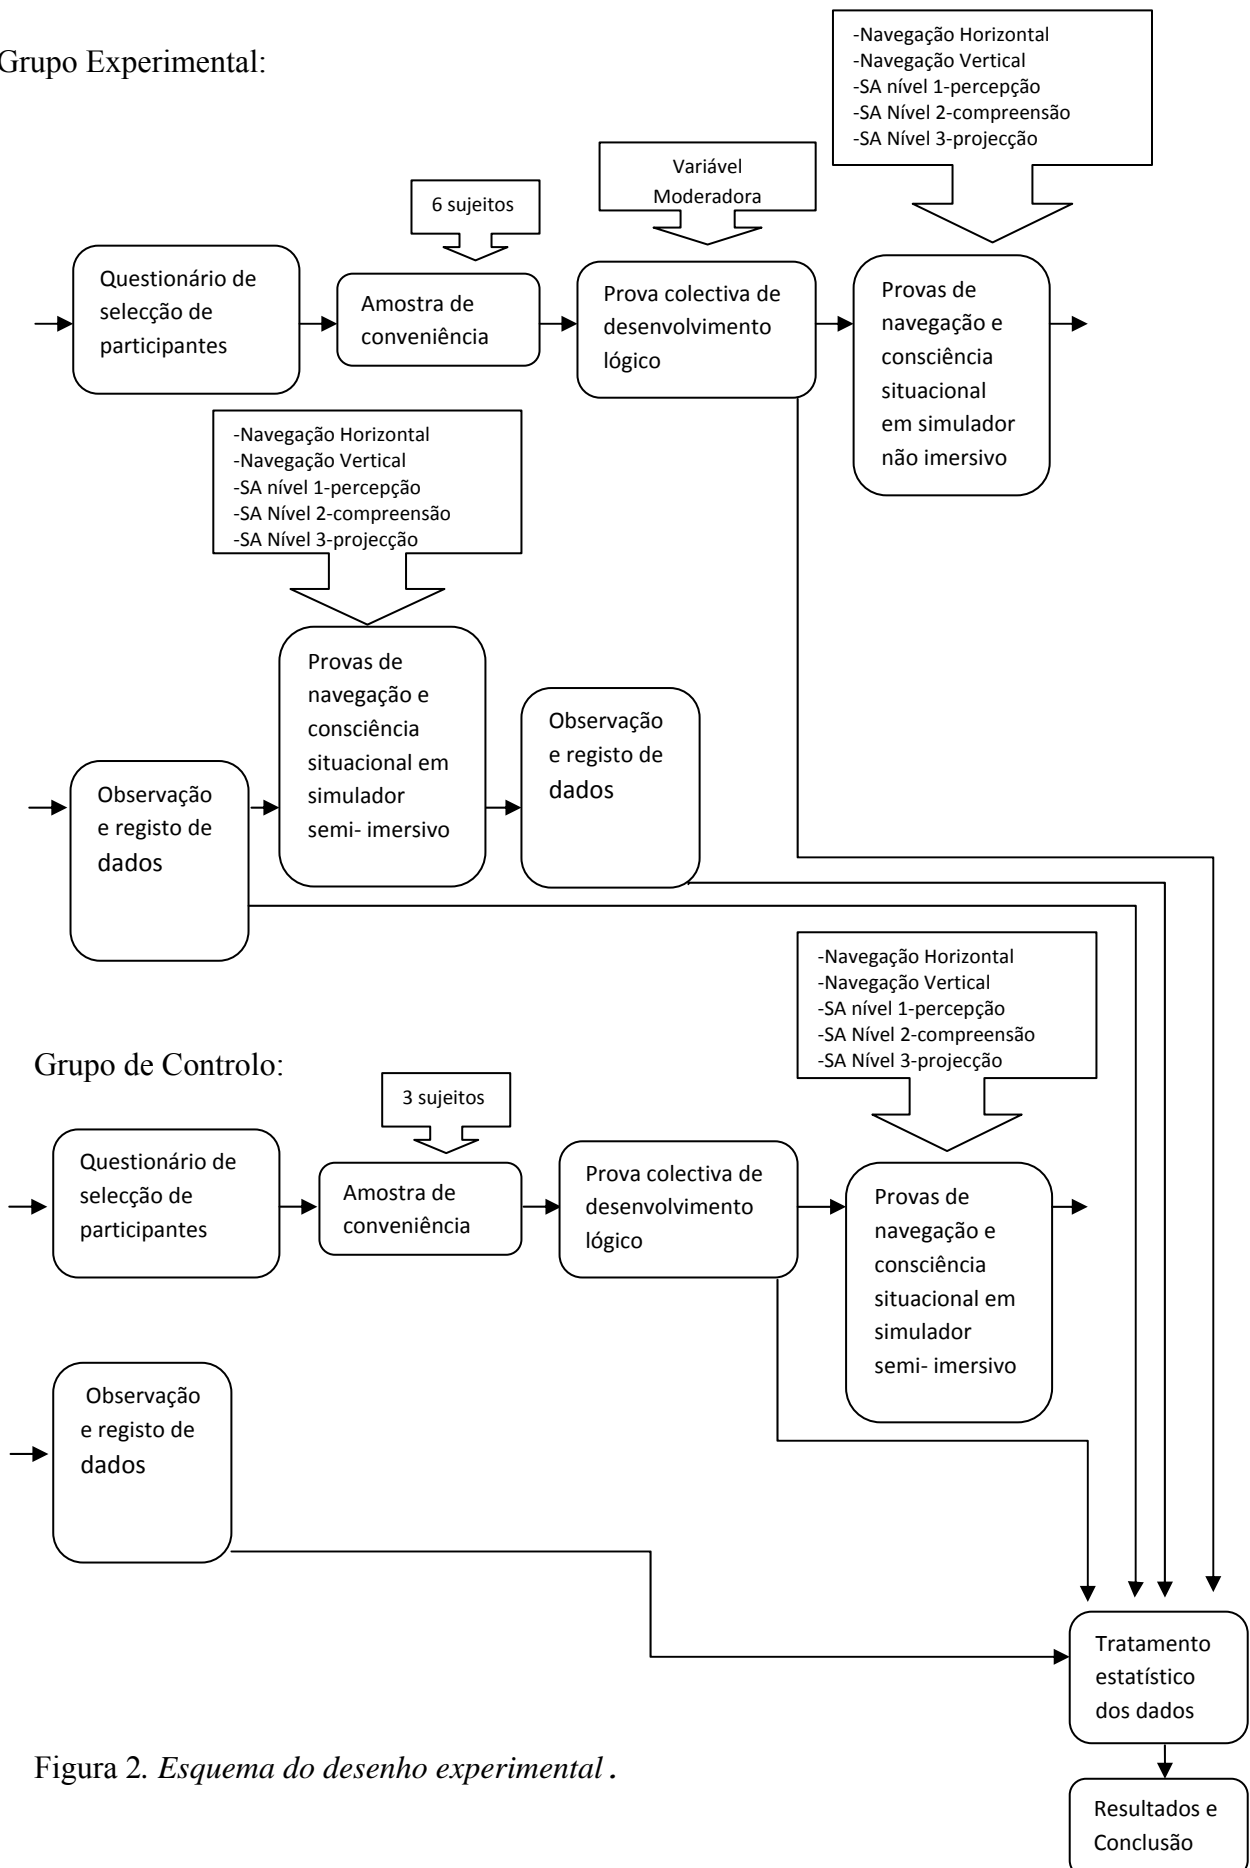 Grupo Experimental:
-Navegação Horizontal
-Navegação Vertical
-SA nível 1-percepção
-SA Nível 2-compreensão
-SA Nível 3-projecção
Variável
Moderadora
6 sujeitos
Questionário de
selecção de
participantes
Amostra de
conveniência
Prova colectiva de
desenvolvimento
lógico
Provas de
navegação e
consciência
situacional
em simulador
não imersivo
-Navegação Horizontal
-Navegação Vertical
-SA nível 1-percepção
-SA Nível 2-compreensão
-SA Nível 3-projecção
Observação
e registo de
dados
Provas de
navegação e
consciência
situacional em
simulador
semi- imersivo
Observação
e registo de
dados
Grupo de Controlo:
-Navegação Horizontal
-Navegação Vertical
-SA nível 1-percepção
-SA Nível 2-compreensão
-SA Nível 3-projecção
3 sujeitos
Questionário de
selecção de
participantes
Amostra de
conveniência
Prova colectiva de
desenvolvimento
lógico
Provas de
navegação e
consciência
situacional em
simulador
semi- imersivo
Observação
e registo de
dados
Tratamento
estatístico
dos dados
Resultados e
Conclusão
Figura 2. Esquema do desenho experimental .